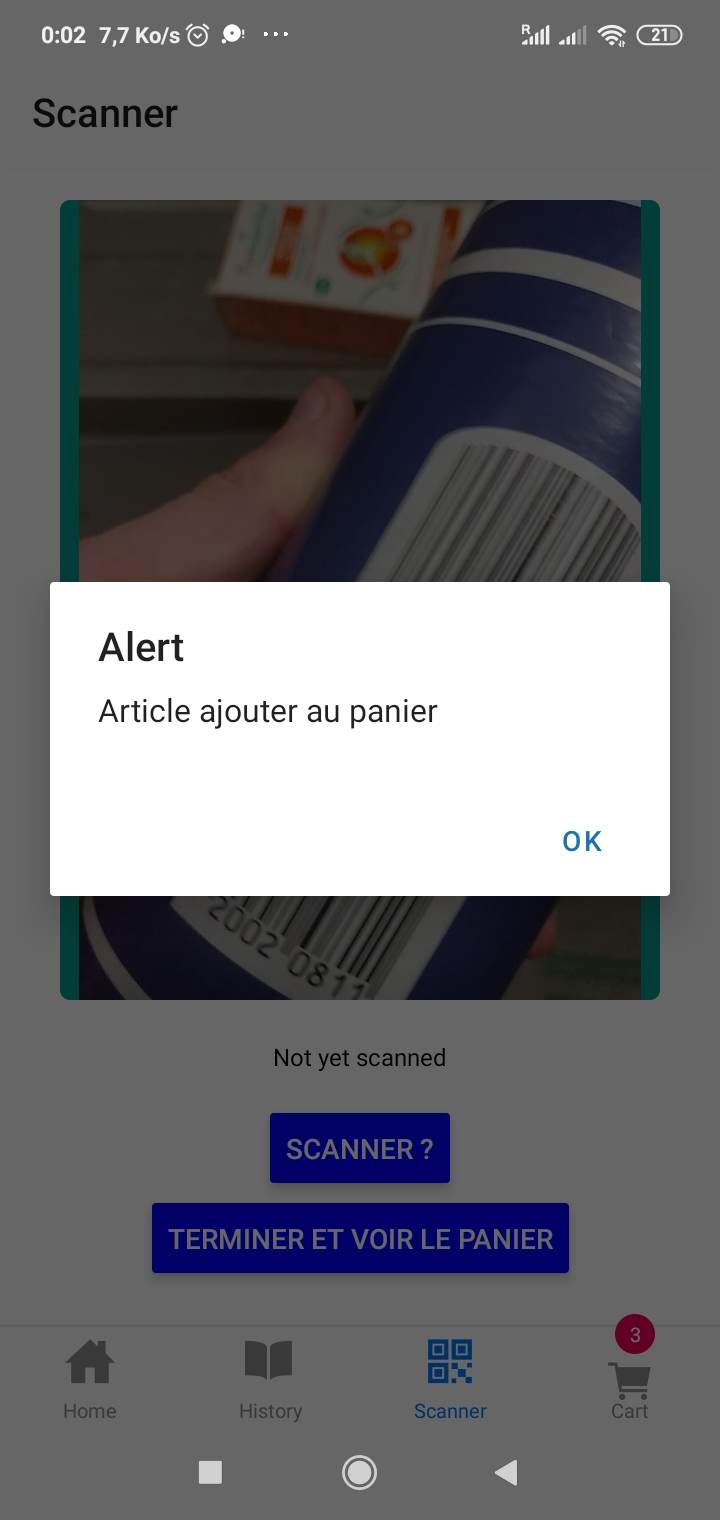 0:02 7,7 Ko/s ... R 21
Scanner
Alert
Article ajouter au panier
OK
2002 0811
Not yet scanned
SCANNER ?
TERMINER ET VOIR LE PANIER
3
Home History Scanner Cart